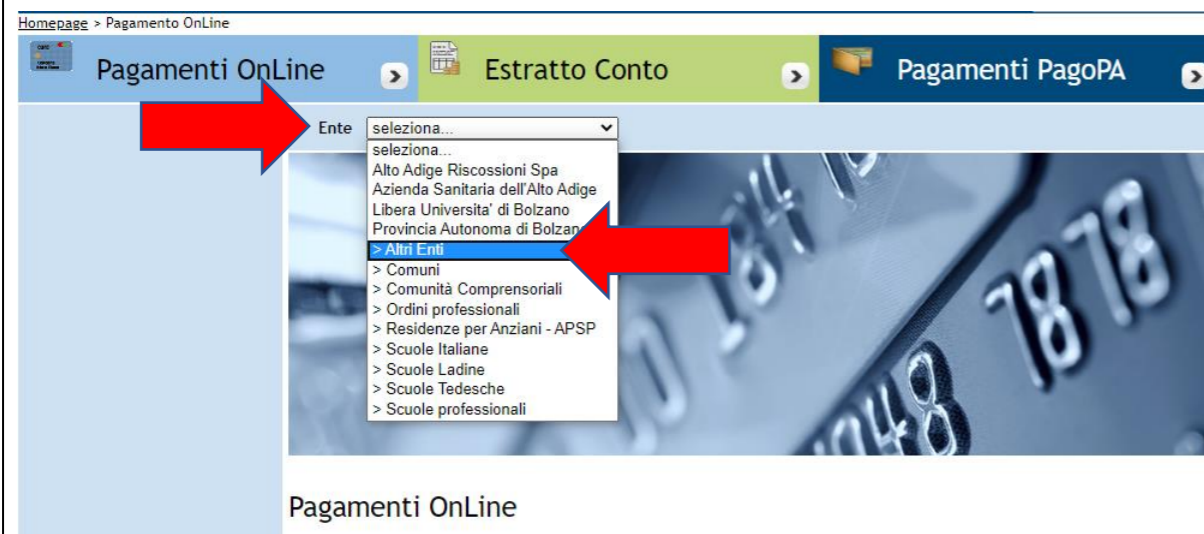 Homepage > Pagamento OnLine
Pagamenti OnLine
Estratto Conto
Pagamenti PagoPA
Ente seleziona...
seleziona...
Alto Adige Riscossioni Spa
Azienda Sanitaria dell'Alto Adige
Libera Universita' di Bolzano
Provincia Autonoma di Bolzano
> Altri Enti
> Comuni
> Comunità Comprensoriali
> Ordini professionali
> Residenze per Anziani - APSP
> Scuole Italiane
> Scuole Ladine
> Scuole Tedesche
> Scuole professionali
Pagamenti OnLine